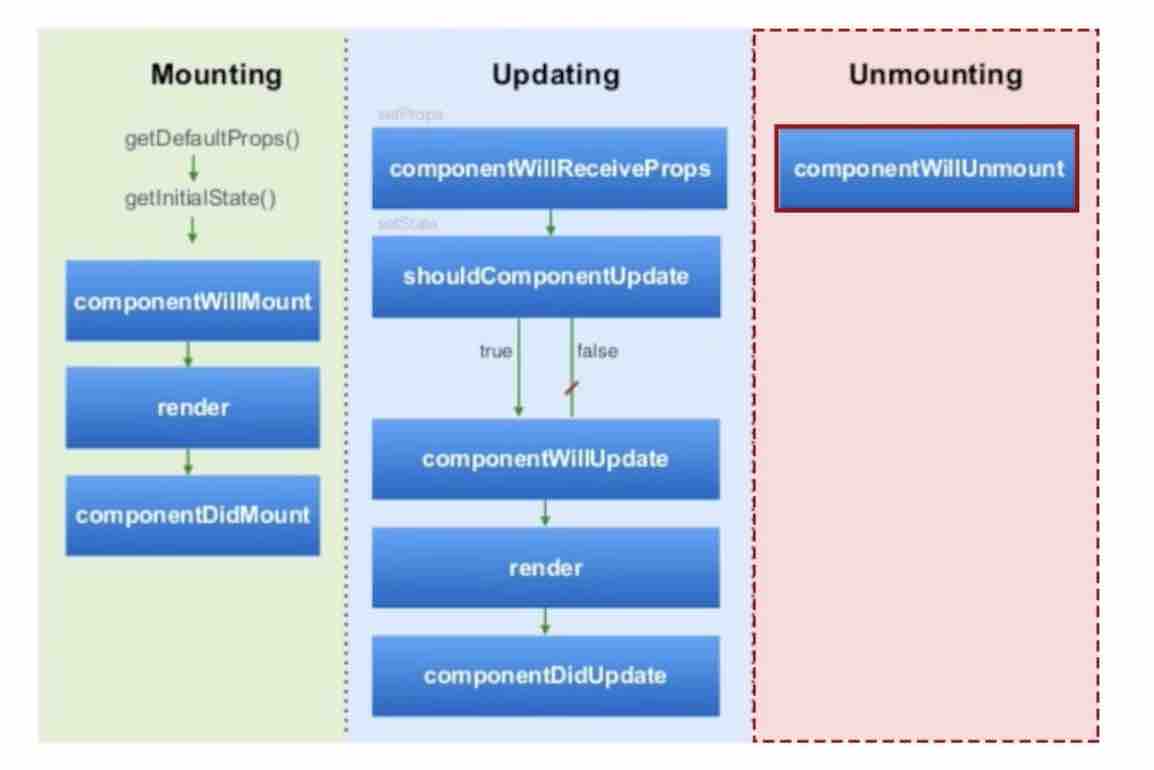 Mounting
getDefaultProps()
getInitialState()
componentWillMount
render
componentDidMount
Updating
setProps
componentWillReceiveProps
setState
shouldComponentUpdate
true
false
componentWillUpdate
render
componentDidUpdate
Unmounting
componentWillUnmount